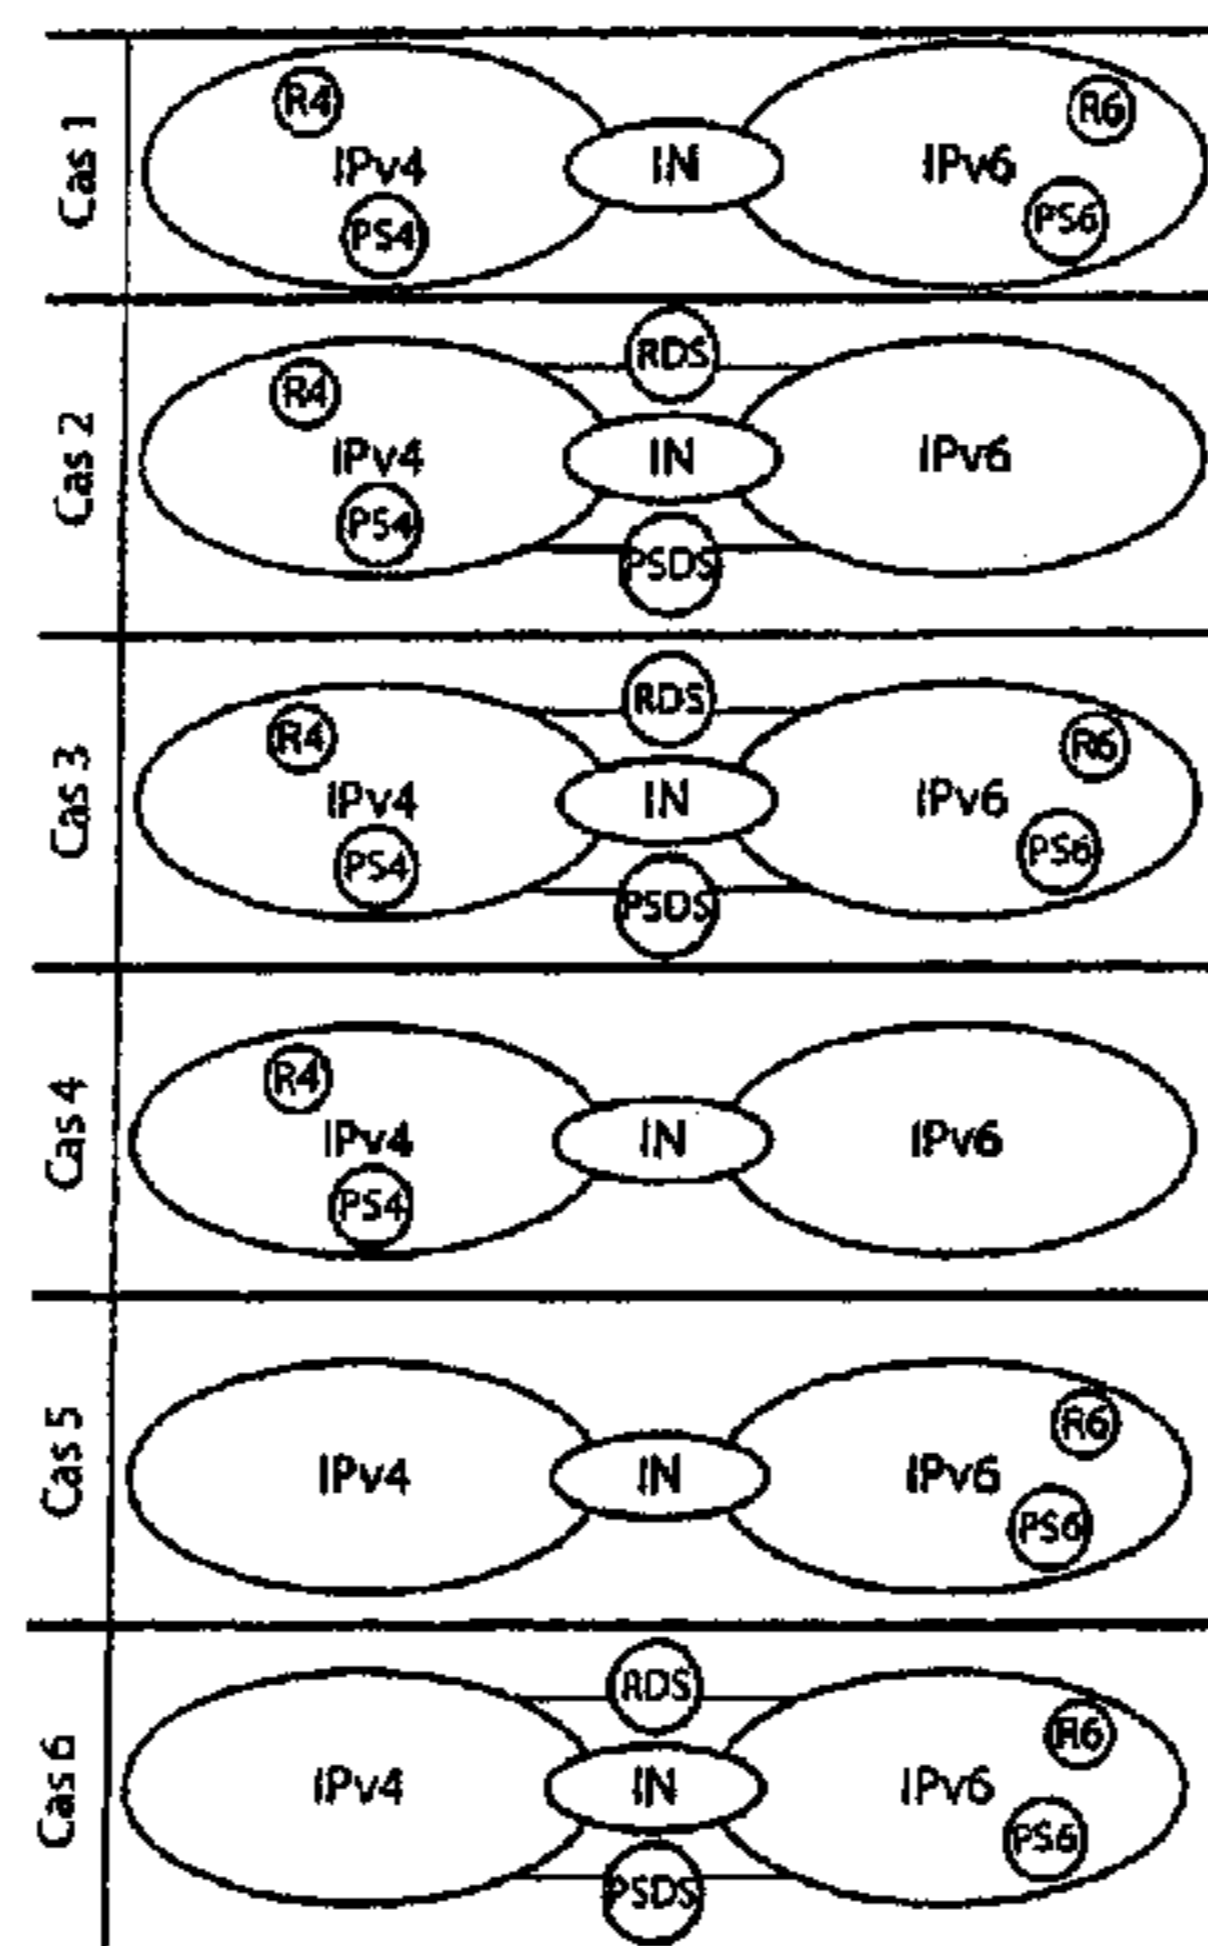 Cas 1
R4
R6
IPv4 IN IPv6
PS4
PS6
Cas 2
RDS
R4
IPv4 IN IPv6
PS4
PSDS
Cas 3
RDS
R4
R6
IPv4 IN IPv6
PS4
PS6
PSDS
Cas 4
R4
IPv4 IN IPv6
PS4
Cas 5
R6
IPv4 IN IPv6
PS6
Cas 6
RDS
R6
IPv4 IN IPv6
PS6
PSDS